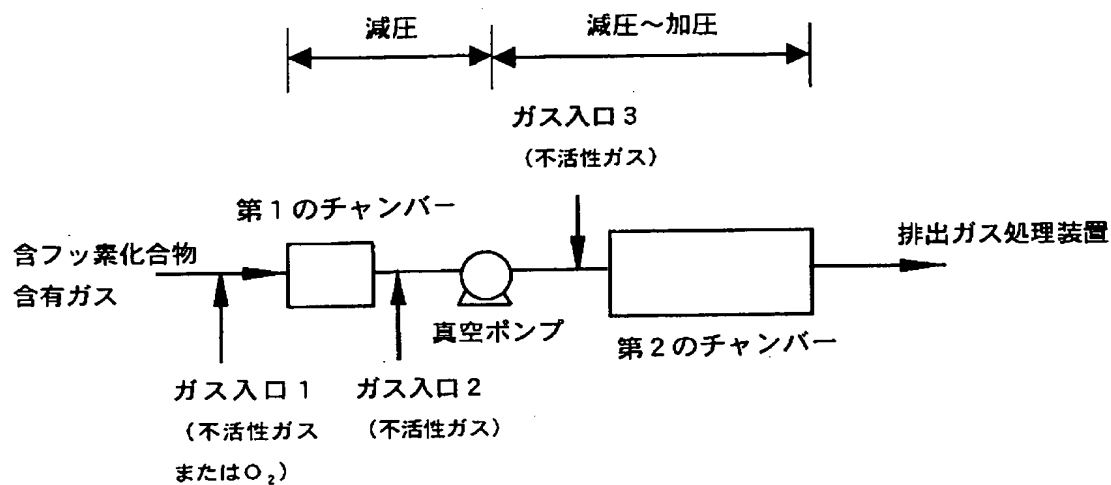 減圧
減圧～加圧
ガス入口３
（不活性ガス）
第１のチャンバー
含フッ素化合物
含有ガス
排出ガス処理装置
真空ポンプ
第２のチャンバー
ガス入口１
（不活性ガス
またはＯ₂）
ガス入口２
（不活性ガス）